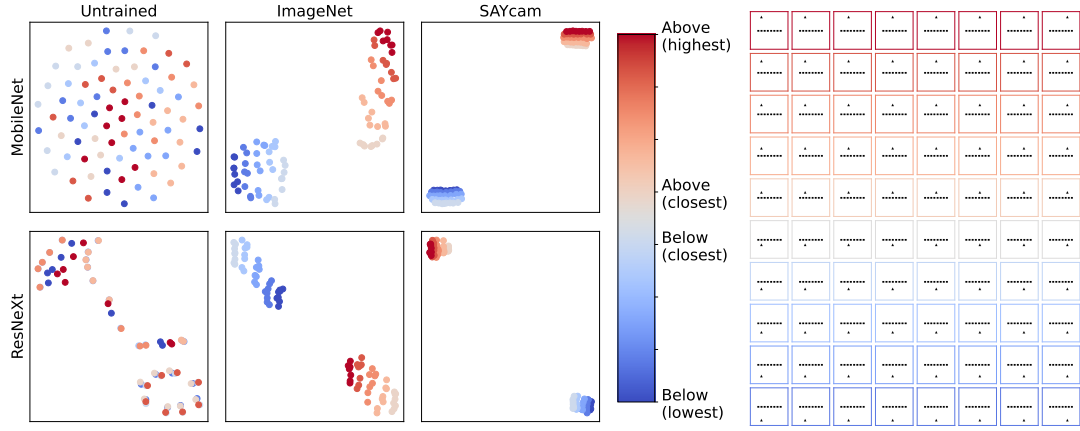 Untrained
ImageNet
SAYcam
MobileNet
ResNeXt
Above
(highest)
Above
(closest)
Below
(closest)
Below
(lowest)